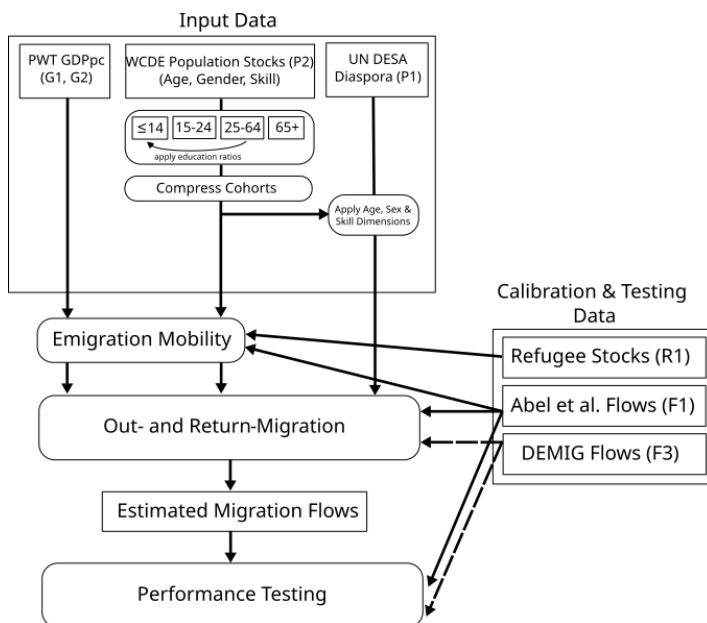 Input Data
PWT GDPpc
(G1, G2)
WCDE Population Stocks (P2)
(Age, Gender, Skill)
UN DESA
Diaspora (P1)
≤14
15-24
25-64
65+
apply education ratios
Compress Cohorts
Apply Age, Sex &
Skill Dimensions
Calibration & Testing
Data
Emigration Mobility
Refugee Stocks (R1)
Abel et al. Flows (F1)
Out- and Return-Migration
DEMIG Flows (F3)
Estimated Migration Flows
Performance Testing